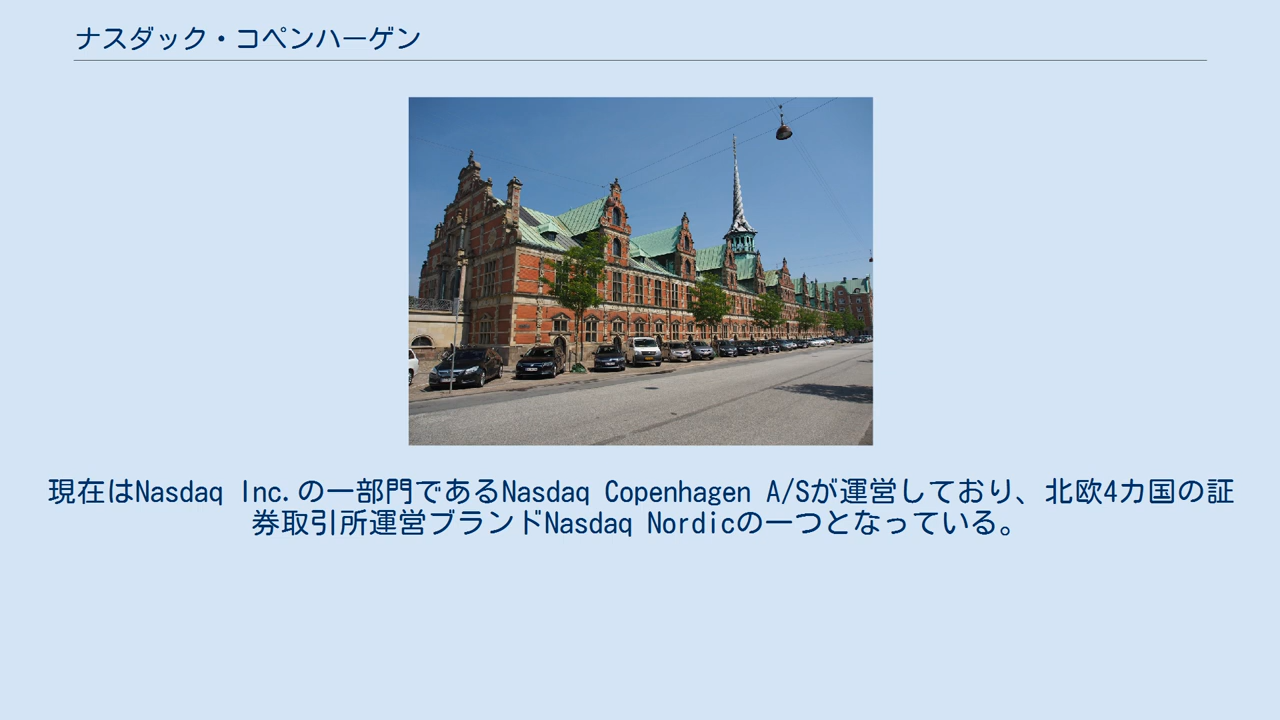 ナスダック・コペンハーゲン
現在はNasdaq Inc.の一部門であるNasdaq Copenhagen A/Sが運営しており、北欧4カ国の証
券取引所運営ブランドNasdaq Nordicの一つとなっている。